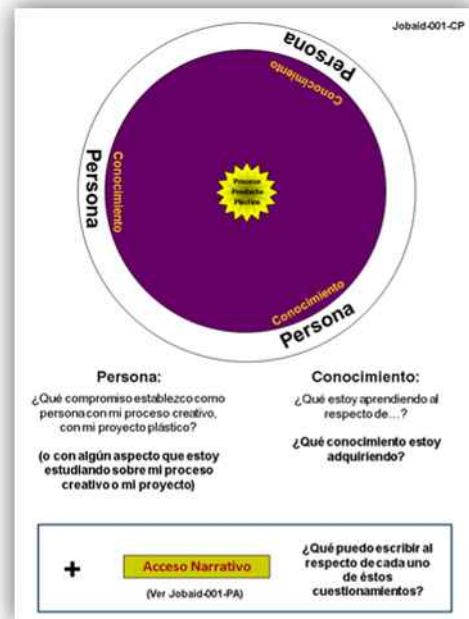 Jobaid-001-CP
Persona
Conocimiento
Persona
Conocimiento
Proceso
Producto
Plástico
Conocimiento
Persona
Persona:
¿Qué compromiso establezco como
persona con mi proceso creativo,
con mi proyecto plástico?
(o con algún aspecto que estoy
estudiando sobre mi proceso
creativo o mi proyecto)
Conocimiento:
¿Qué estoy aprendiendo al
respecto de…?
¿Qué conocimiento estoy
adquiriendo?
+
Acceso Narrativo
(Ver Jobaid-001-PA)
¿Qué puedo escribir al
respecto de cada uno
de éstos
cuestionamientos?